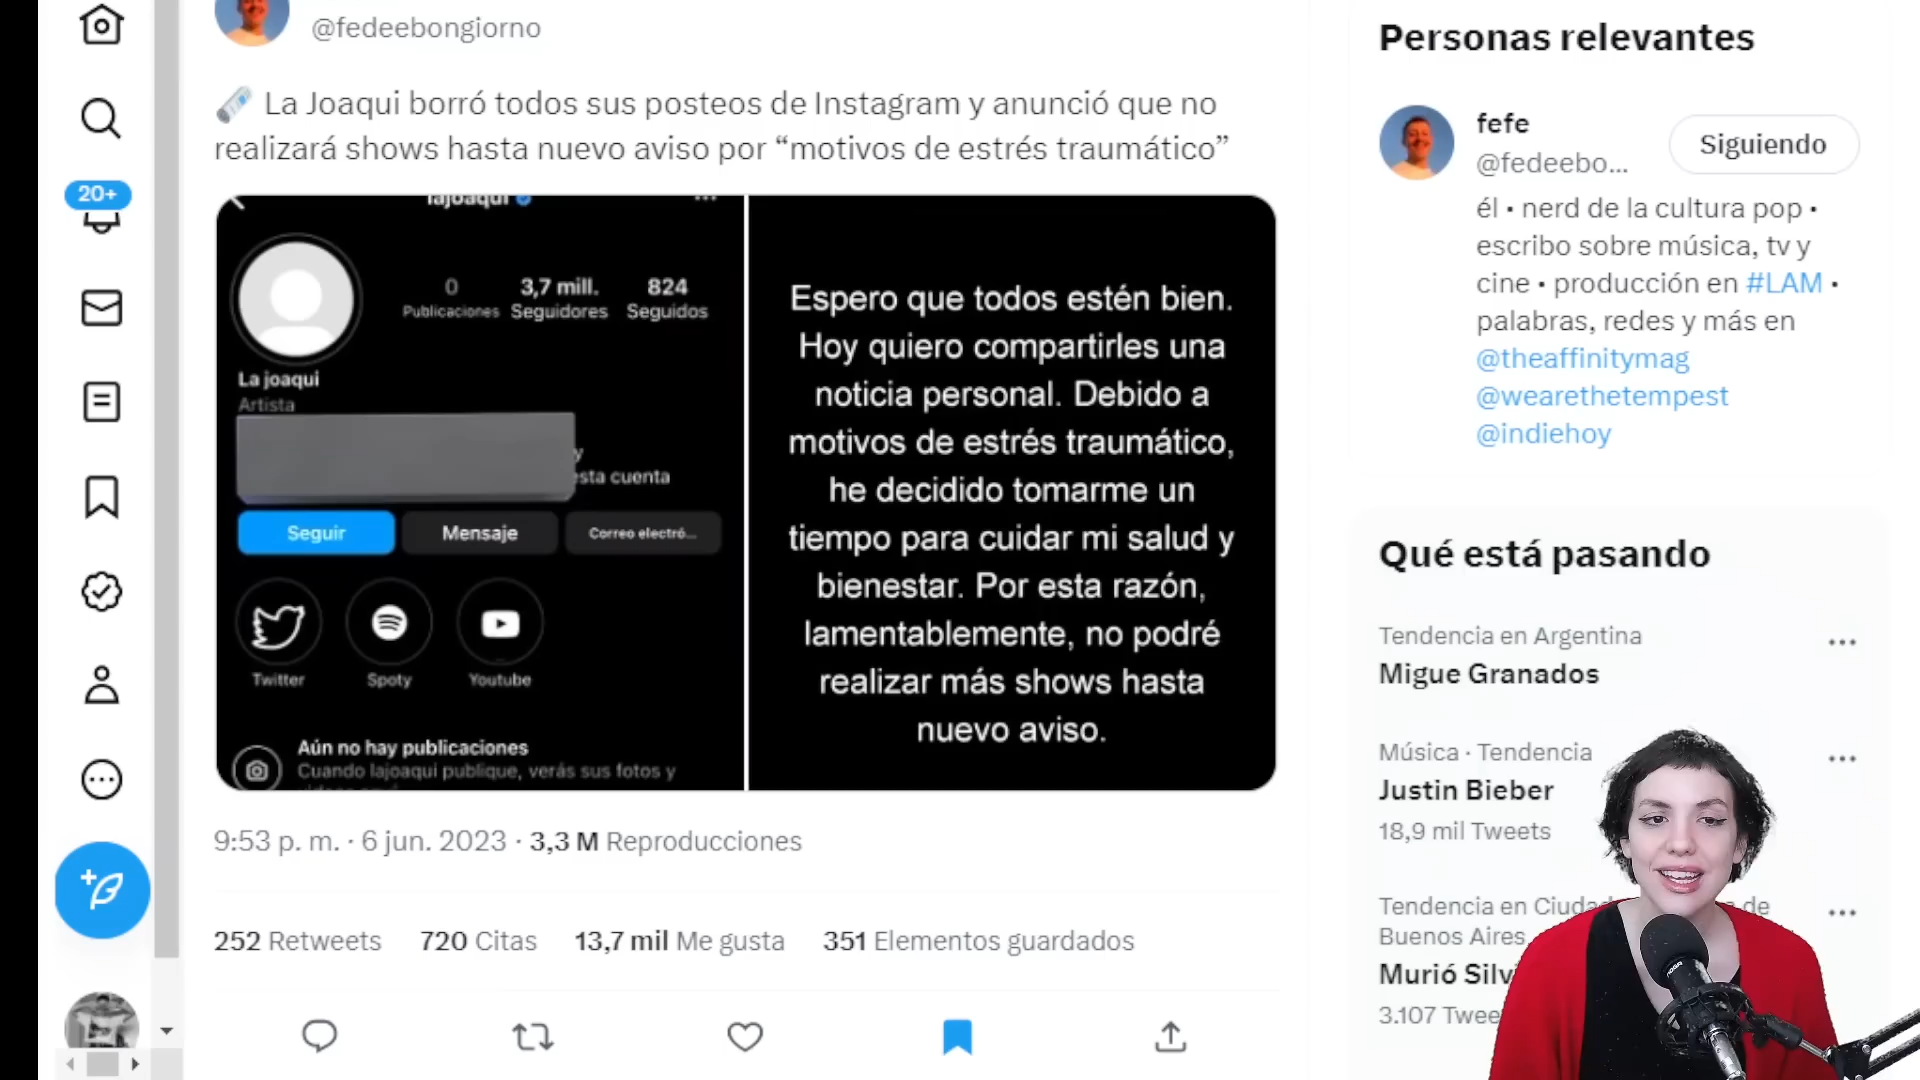 @fedeebongiorno
La Joaqui borró todos sus posteos de Instagram y anunció que no
realizará shows hasta nuevo aviso por “motivos de estrés traumático”
lajoaqui
0
Publicaciones
3,7 mill.
Seguidores
824
Seguidos
La joaqui
Artista
y
esta cuenta
Seguir
Mensaje
Correo electró...
Twitter
Spoty
Youtube
Aún no hay publicaciones
Cuando lajoaqui publique, verás sus fotos y
Espero que todos estén bien.
Hoy quiero compartirles una
noticia personal. Debido a
motivos de estrés traumático,
he decidido tomarme un
tiempo para cuidar mi salud y
bienestar. Por esta razón,
lamentablemente, no podré
realizar más shows hasta
nuevo aviso.
9:53 p. m. · 6 jun. 2023 · 3,3 M Reproducciones
252 Retweets 720 Citas 13,7 mil Me gusta 351 Elementos guardados
20+
Personas relevantes
fefe
@fedeebo...
Siguiendo
él • nerd de la cultura pop •
escribo sobre música, tv y
cine • producción en #LAM •
palabras, redes y más en
@theaffinitymag
@wearethetempest
@indiehoy
Qué está pasando
Tendencia en Argentina
Migue Granados
Música · Tendencia
Justin Bieber
18,9 mil Tweets
Tendencia en Ciuda de
Buenos Aires
Murió Silv
3.107 Twee